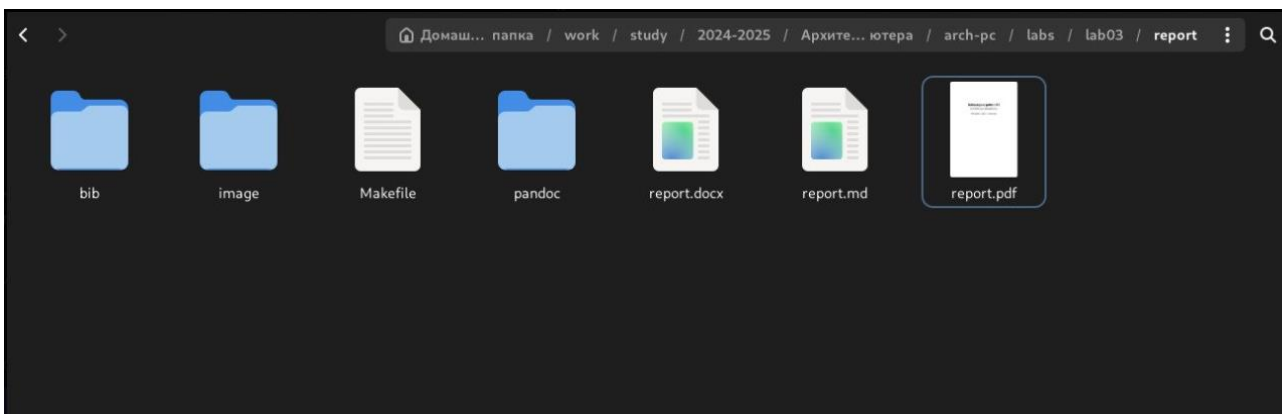 Домаш... папка / work / study / 2024-2025 / Архите... ютера / arch-pc / labs / lab03 / report
bib image Makefile pandoc report.docx report.md report.pdf